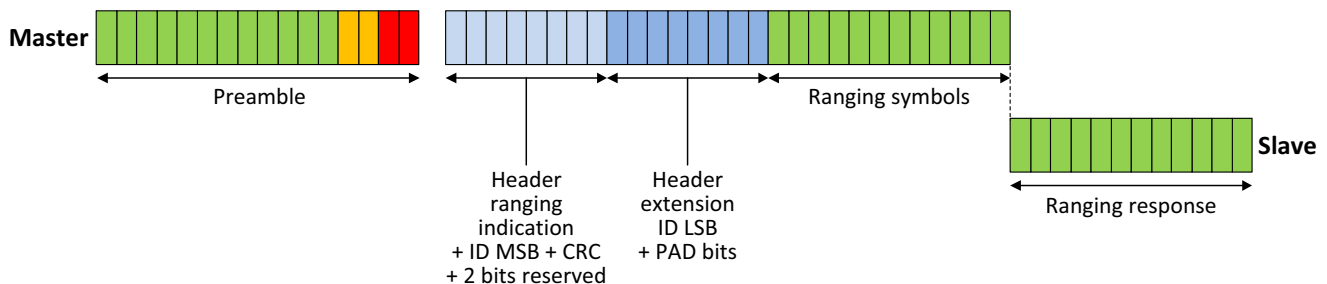 Master
Preamble
Ranging symbols
Slave
Header
ranging
indication
+ ID MSB + CRC
+ 2 bits reserved
Header
extension
ID LSB
+ PAD bits
Ranging response